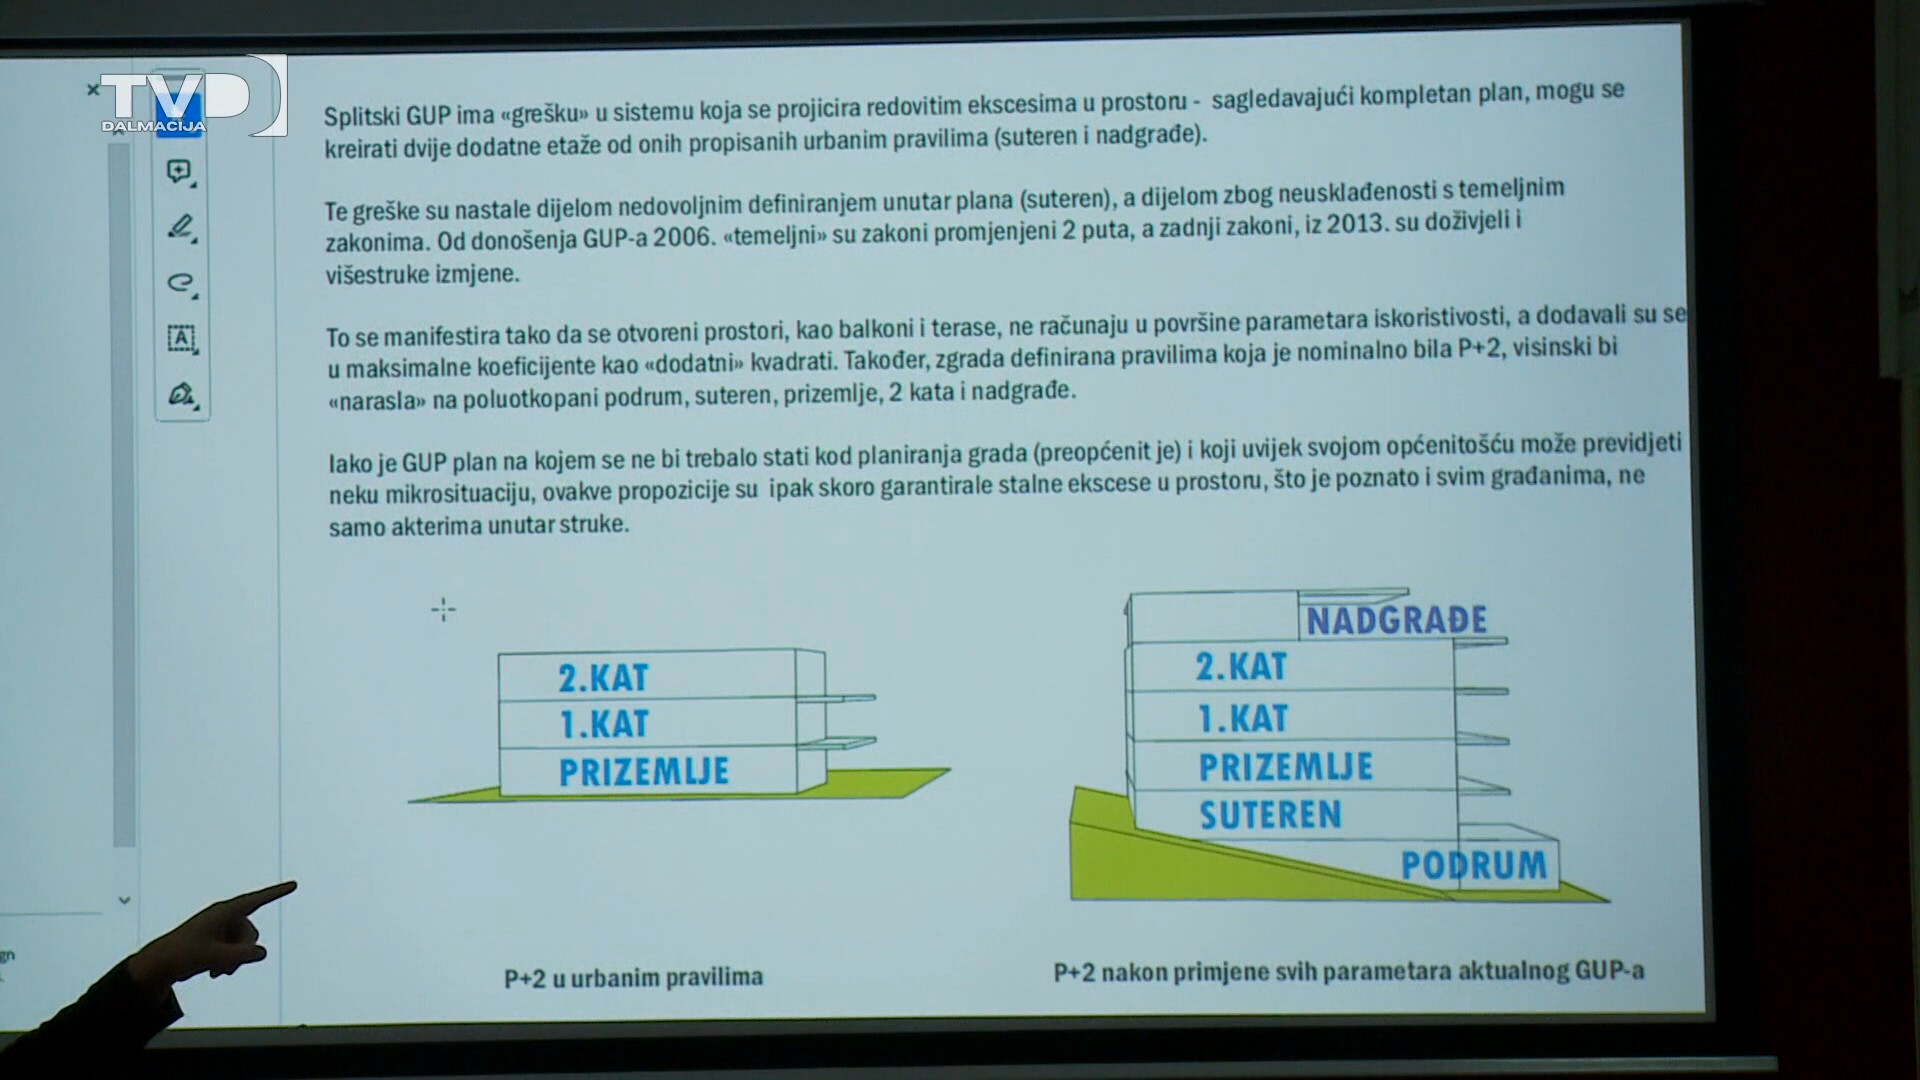 TVD
DALMACIJA
Splitski GUP ima «grešku» u sistemu koja se projicira redovitim ekscesima u prostoru - sagledavajući kompletan plan, mogu se
kreirati dvije dodatne etaže od onih propisanih urbanim pravilima (suteren i nadgrađe).
Te greške su nastale dijelom nedovoljnim definiranjem unutar plana (suteren), a dijelom zbog neusklađenosti s temeljnim
zakonima. Od donošenja GUP-a 2006. «temeljni» su zakoni promjenjeni 2 puta, a zadnji zakoni, iz 2013. su doživjeli i
višestruke izmjene.
To se manifestira tako da se otvoreni prostori, kao balkoni i terase, ne računaju u površine parametara iskoristivosti, a dodavali su se
u maksimalne koeficijente kao «dodatni» kvadrati. Također, zgrada definirana pravilima koja je nominalno bila P+2, visinski bi
«narasla» na poluotkopani podrum, suteren, prizemlje, 2 kata i nadgrađe.
Iako je GUP plan na kojem se ne bi trebalo stati kod planiranja grada (preopćenit je) i koji uvijek svojom općenitošću može previdjeti
neku mikrosituaciju, ovakve propozicije su ipak skoro garantirale stalne ekscese u prostoru, što je poznato i svim građanima, ne
samo akterima unutar struke.
2.KAT
1.KAT
PRIZEMLJE
P+2 u urbanim pravilima
NADGRAĐE
2.KAT
1.KAT
PRIZEMLJE
SUTEREN
PODRUM
P+2 nakon primjene svih parametara aktualnog GUP-a
gn